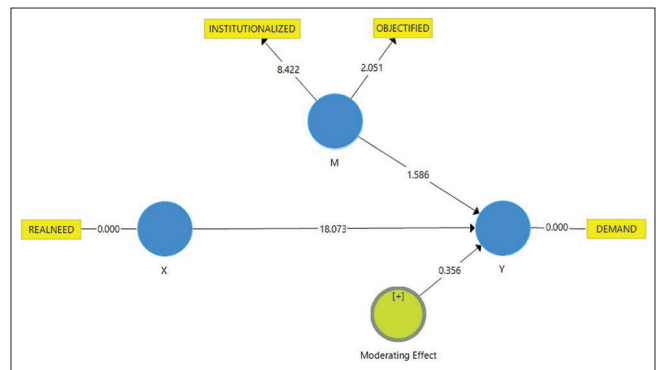 INSTITUTIONALIZED
OBJECTIFIED
8.422
2.051
M
1.586
REALNEED
0.000
18.073
0.000
DEMAND
X
Y
0.356
[+]
Moderating Effect